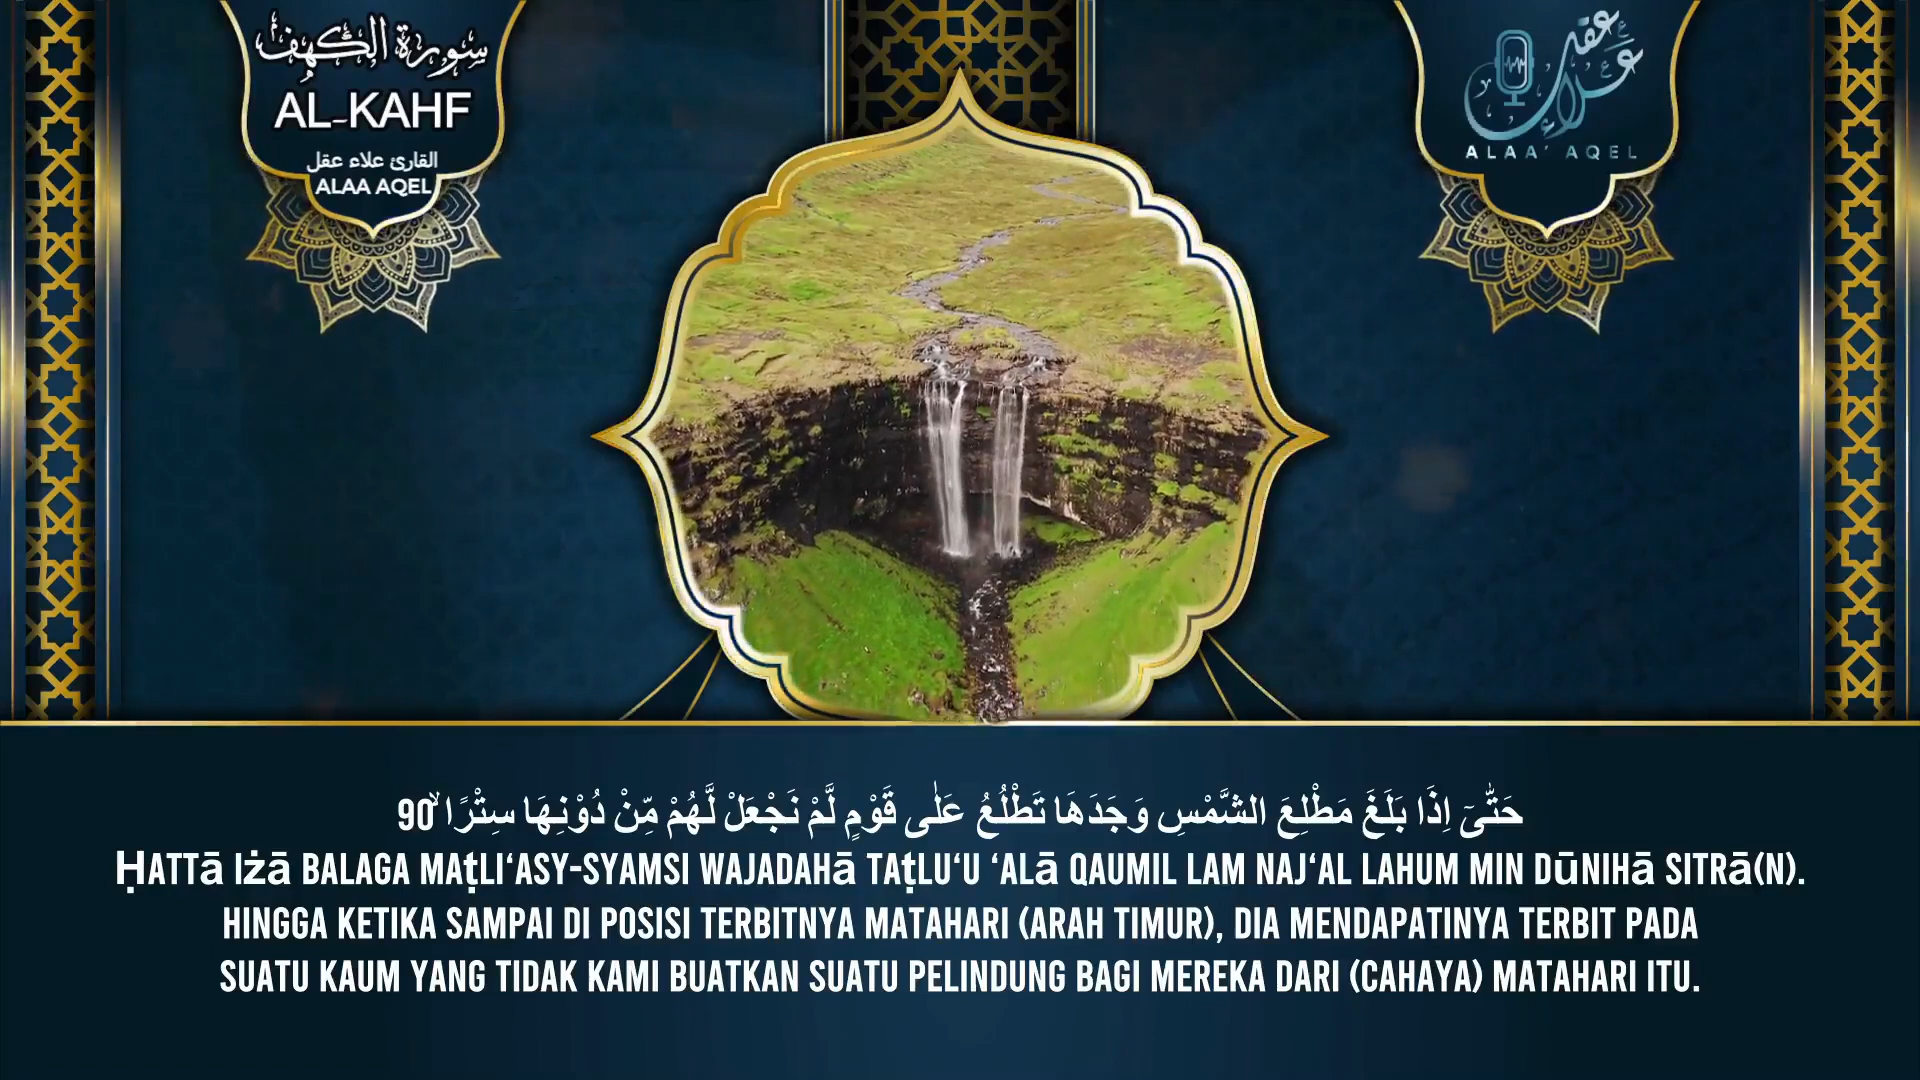 سورة الكهف
AL-KAHF
القارئ علاء عقل
ALAA AQEL
علاء عقل
ALAA' AQEL
حَتّٰىٓ اِذَا بَلَغَ مَطْلِعَ الشَّمْسِ وَجَدَهَا تَطْلُعُ عَلٰى قَوْمٍ لَّمْ نَجْعَلْ لَّهُمْ مِّنْ دُوْنِهَا سِتْرًا ۙ90
ḤATTā Iżā BALAGA MAṭLI‘ASY-SYAMSI WAJADAHā TAṭLU‘U ‘ALā QAUMIL LAM NAJ‘AL LAHUM MIN DūNIHā SITRā(N).
HINGGA KETIKA SAMPAI DI POSISI TERBITNYA MATAHARI (ARAH TIMUR), DIA MENDAPATINYA TERBIT PADA
SUATU KAUM YANG TIDAK KAMI BUATKAN SUATU PELINDUNG BAGI MEREKA DARI (CAHAYA) MATAHARI ITU.